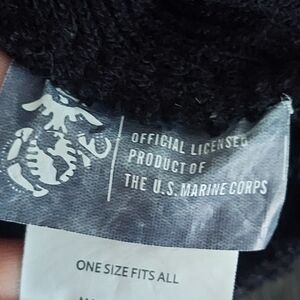 OFFICIAL LICENSED
PRODUCT OF
THE U.S. MARINE CORPS
ONE SIZE FITS ALL